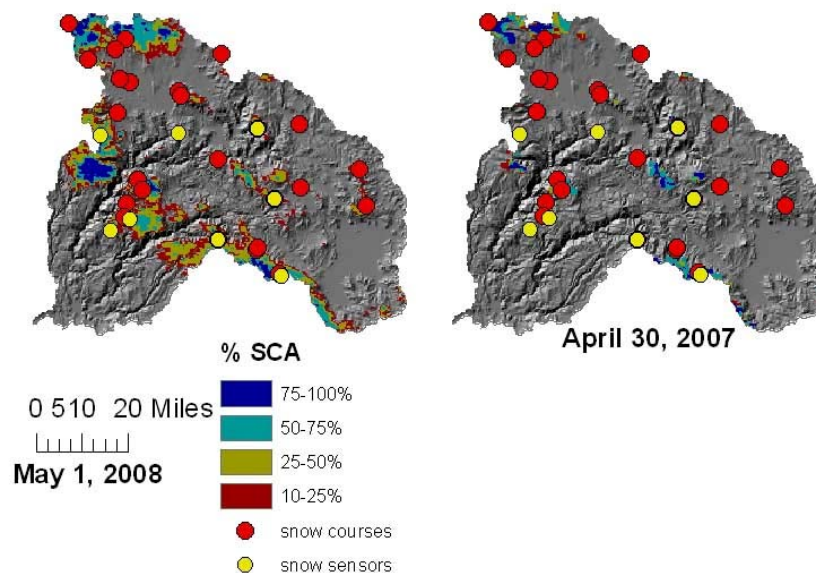 April 30, 2007
% SCA
75-100%
50-75%
25-50%
10-25%
snow courses
snow sensors
0 510 20 Miles
May 1, 2008